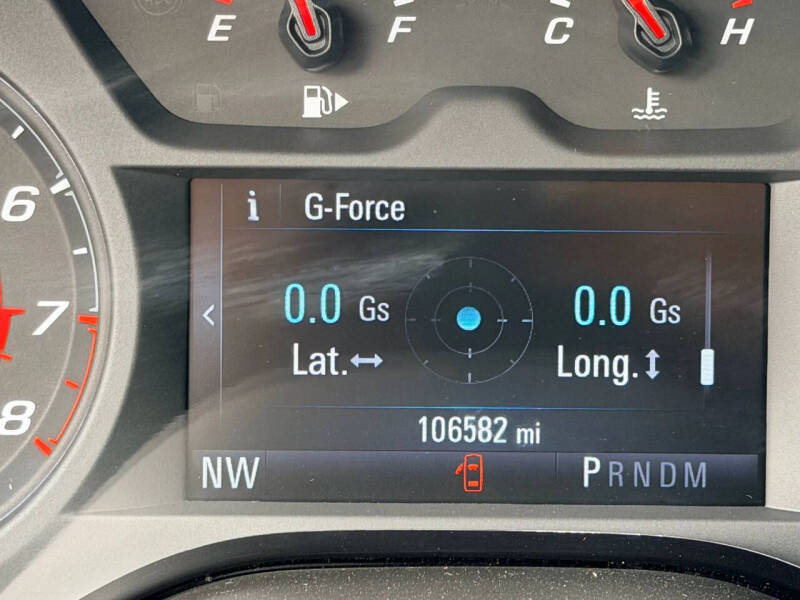 E F C H
6
7
8
i G-Force
<
0.0 Gs 0.0 Gs
Lat. ↔ Long. ↕
106582 mi
NW PRNDM